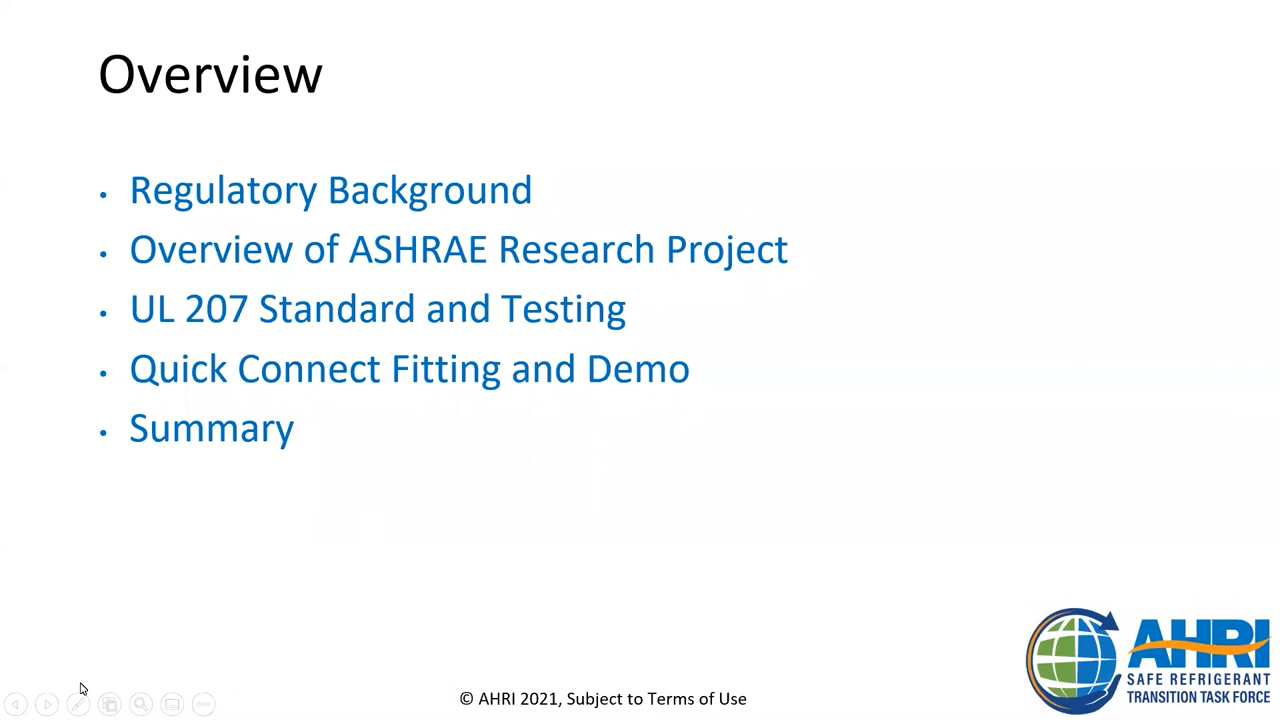 Overview
• Regulatory Background
• Overview of ASHRAE Research Project
• UL 207 Standard and Testing
• Quick Connect Fitting and Demo
• Summary
AHRI
SAFE REFRIGERANT
TRANSITION TASK FORCE
© AHRI 2021, Subject to Terms of Use